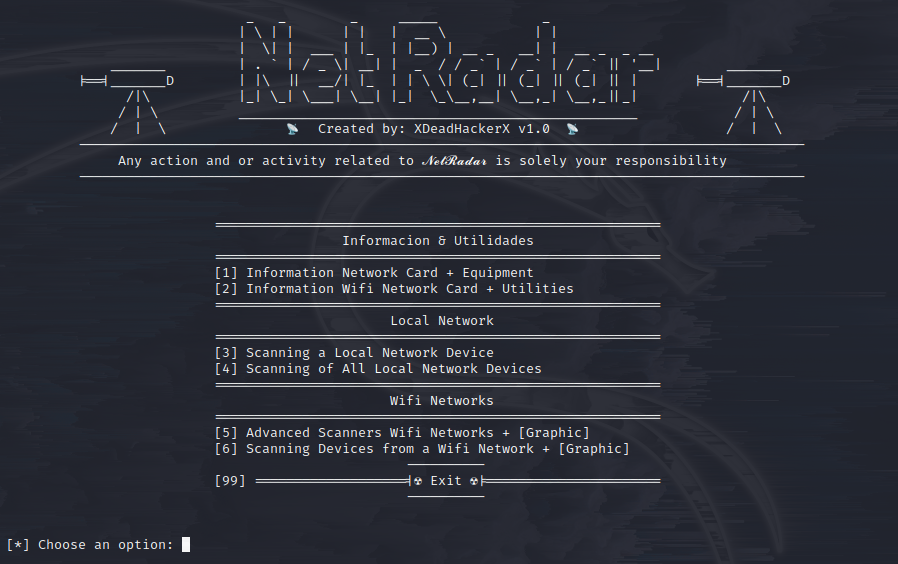 NetRadar
Created by: XDeadHackerX v1.0
Any action and or activity related to 𝓝𝓮𝓽𝓡𝓪𝓭𝓪𝓻 is solely your responsibility
Informacion & Utilidades
[1] Information Network Card + Equipment
[2] Information Wifi Network Card + Utilities
Local Network
[3] Scanning a Local Network Device
[4] Scanning of All Local Network Devices
Wifi Networks
[5] Advanced Scanners Wifi Networks + [Graphic]
[6] Scanning Devices from a Wifi Network + [Graphic]
[99] ☢ Exit ☢
[*] Choose an option: